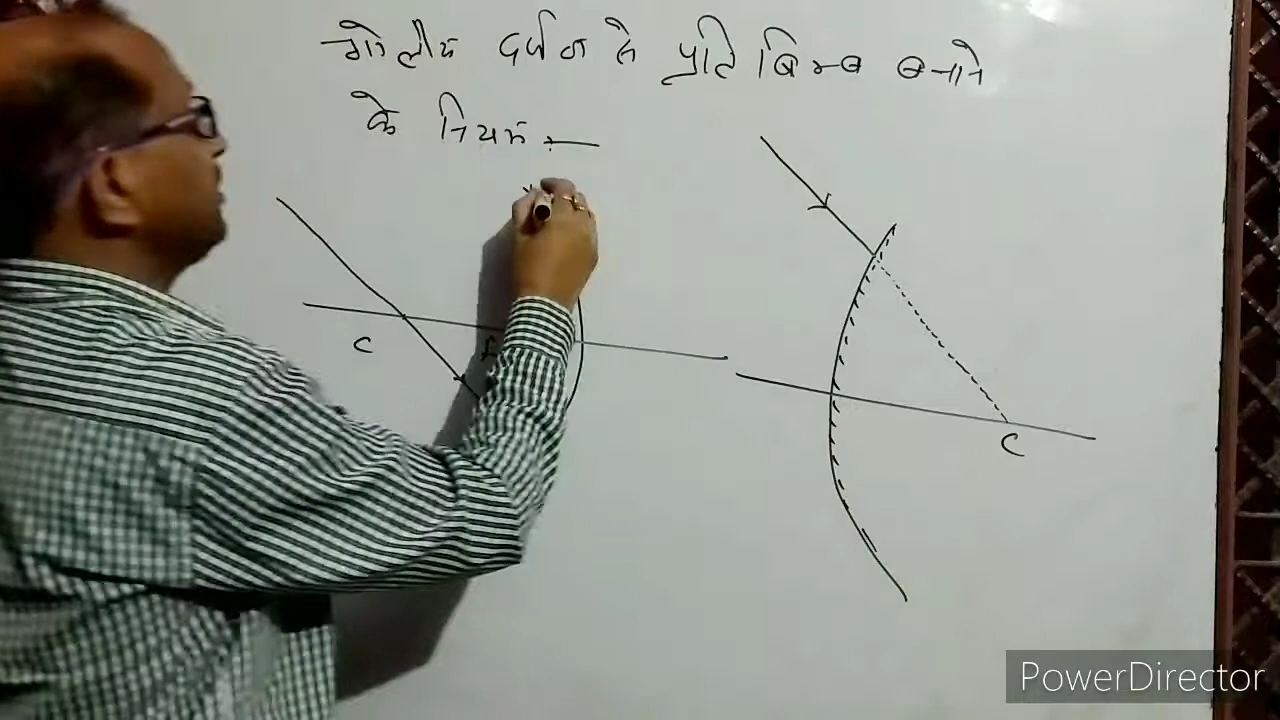 गोलीय दर्पण से प्रतिबिम्ब बनाने
के नियम :—
C
F
C
PowerDirector